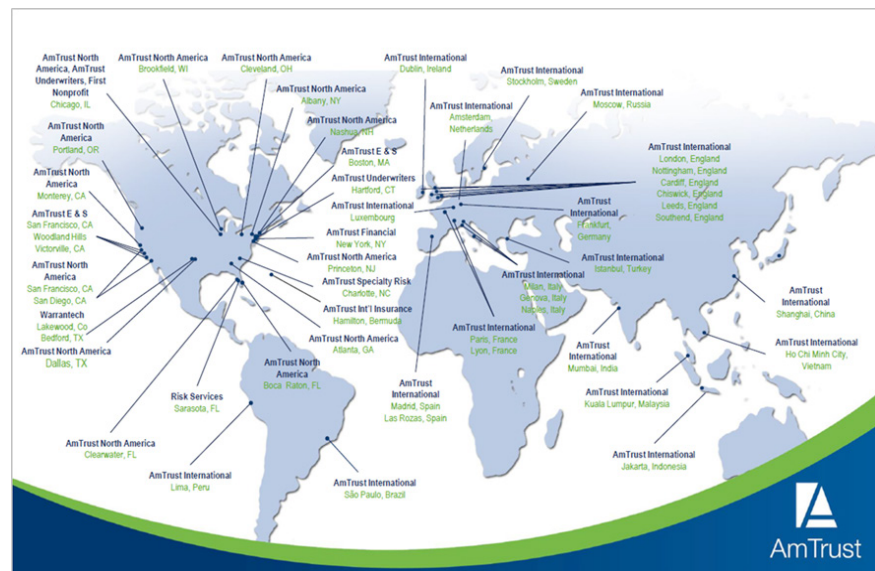 AmTrust North
America, AmTrust
Underwriters, First
Nonprofit
Chicago, IL
AmTrust North America
Brookfield, WI
AmTrust North America
Cleveland, OH
AmTrust North America
Albany, NY
AmTrust North America
Nashua, NH
AmTrust E & S
Boston, MA
AmTrust Underwriters
Hartford, CT
AmTrust International
Luxembourg
AmTrust Financial
New York, NY
AmTrust North America
Princeton, NJ
AmTrust Specialty Risk
Charlotte, NC
AmTrust Int'l Insurance
Hamilton, Bermuda
AmTrust North America
Atlanta, GA
AmTrust North
America
Portland, OR
AmTrust North
America
Monterey, CA
AmTrust E & S
San Francisco, CA
Woodland Hills
Victorville, CA
AmTrust North
America
San Francisco, CA
San Diego, CA
Warrantech
Lakewood, Co
Bedford, TX
AmTrust North America
Dallas, TX
Risk Services
Sarasota, FL
AmTrust North
America
Boca Raton, FL
AmTrust North America
Clearwater, FL
AmTrust International
Lima, Peru
AmTrust International
São Paulo, Brazil
AmTrust International
Dublin, Ireland
AmTrust International
Stockholm, Sweden
AmTrust International
Amsterdam,
Netherlands
AmTrust International
Moscow, Russia
AmTrust International
London, England
Nottingham, England
Cardiff, England
Chiswick, England
Leeds, England
Southend, England
AmTrust
International
Frankfurt,
Germany
AmTrust International
Istanbul, Turkey
AmTrust International
Milan, Italy
Genova, Italy
Naples, Italy
AmTrust International
Paris, France
Lyon, France
AmTrust
International
Madrid, Spain
Las Rozas, Spain
AmTrust
International
Mumbai, India
AmTrust
International
Shanghai, China
AmTrust International
Ho Chi Minh City,
Vietnam
AmTrust International
Kuala Lumpur, Malaysia
AmTrust International
Jakarta, Indonesia
AmTrust